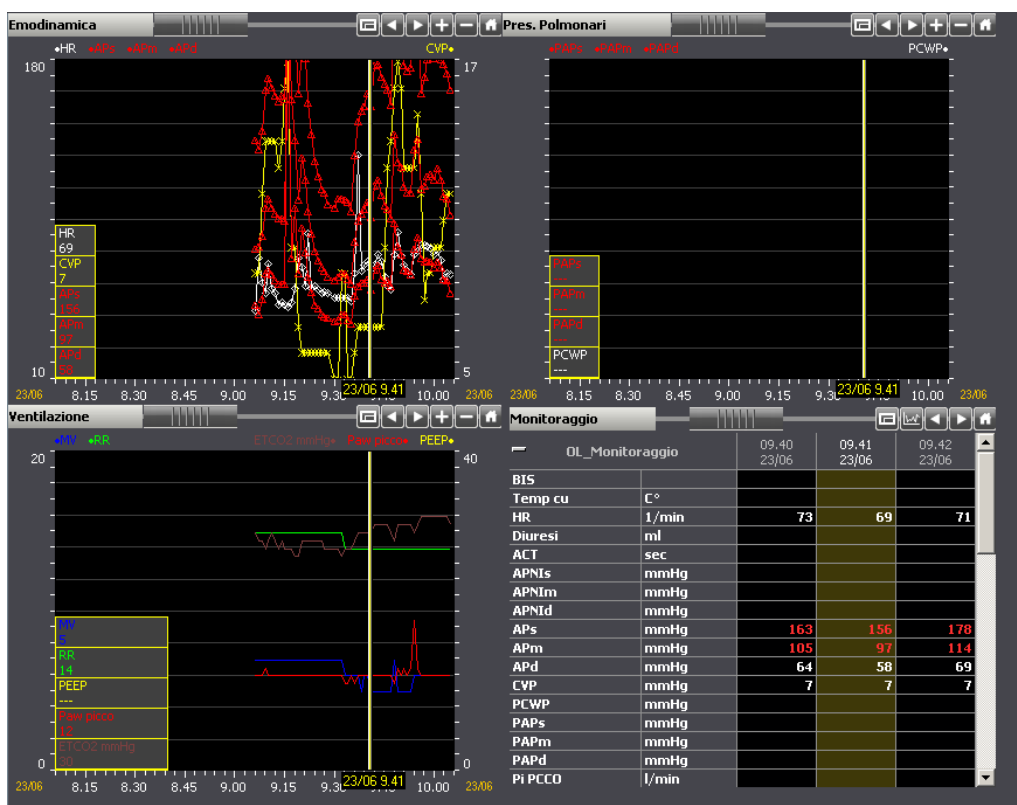 Emodinamica
HR APs APm APd CVP
180 17
HR
69
CVP
7
APs
156
APm
97
APd
58
10 5
23/06 8.15 8.30 8.45 9.00 9.15 9.30 23/06 9.41 10.00 23/06
Pres. Polmonari
PAPs PAPm PAPd PCWP
PAPs
---
PAPm
---
PAPd
---
PCWP
---
23/06 8.15 8.30 8.45 9.00 9.15 9.30 23/06 9.41 10.00 23/06
Ventilazione
MV RR ETCO2 mmHg Paw picco PEEP
20 40
MV
5
RR
14
PEEP
---
Paw picco
12
ETCO2 mmHg
30
0 0
23/06 8.15 8.30 8.45 9.00 9.15 9.30 23/06 9.41 10.00 23/06
Monitoraggio
OL_Monitoraggio 09.40 09.41 09.42
23/06 23/06 23/06
BIS
Temp cu C°
HR 1/min 73 69 71
Diuresi ml
ACT sec
APNIs mmHg
APNIm mmHg
APNId mmHg
APs mmHg 163 156 178
APm mmHg 105 97 114
APd mmHg 64 58 69
CVP mmHg 7 7 7
PCWP mmHg
PAPs mmHg
PAPm mmHg
PAPd mmHg
Pi PCCO l/min